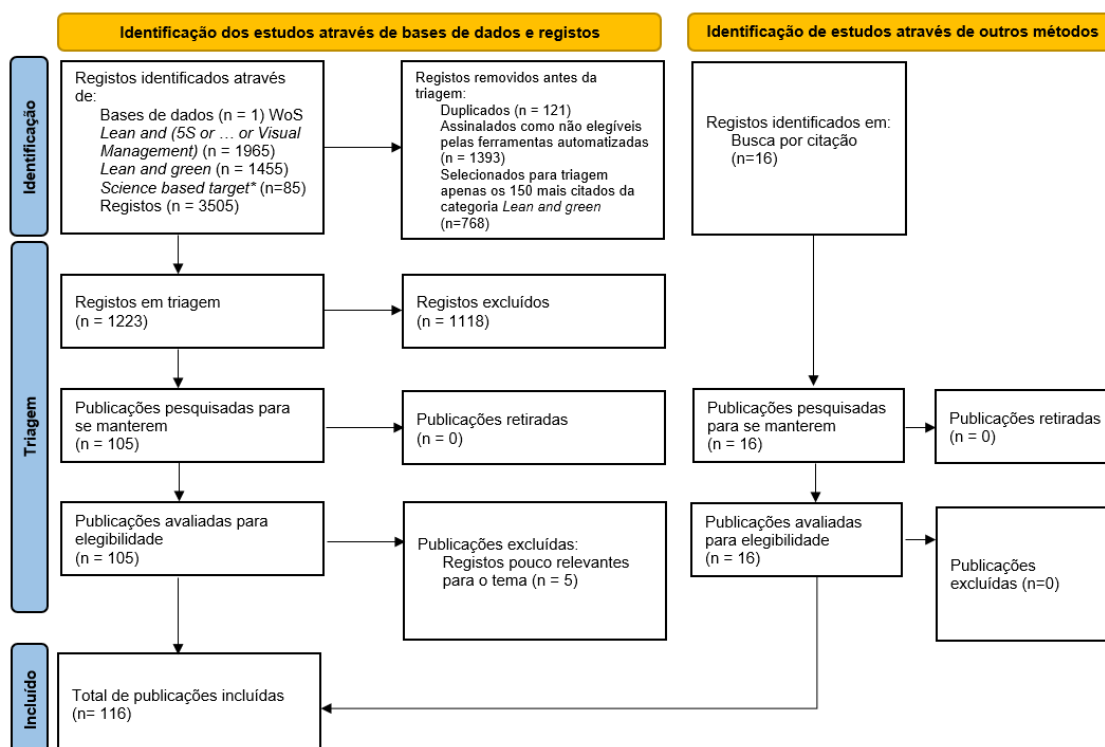 Identificação dos estudos através de bases de dados e registos
Identificação de estudos através de outros métodos
Identificação
Registos identificados através
de:
Bases de dados (n = 1) WoS
Lean and (5S or … or Visual
Management) (n = 1965)
Lean and green (n = 1455)
Science based target* (n=85)
Registos (n = 3505)
Registos removidos antes da
triagem:
Duplicados (n = 121)
Assinalados como não elegíveis
pelas ferramentas automatizadas
(n = 1393)
Selecionados para triagem
apenas os 150 mais citados da
categoria Lean and green
(n=768)
Registos identificados em:
Busca por citação
(n=16)
Triagem
Registos em triagem
(n = 1223)
Registos excluídos
(n = 1118)
Publicações pesquisadas para
se manterem
(n = 105)
Publicações retiradas
(n = 0)
Publicações pesquisadas
para se manterem
(n = 16)
Publicações retiradas
(n = 0)
Publicações avaliadas para
elegibilidade
(n = 105)
Publicações excluídas:
Registos pouco relevantes
para o tema (n = 5)
Publicações avaliadas
para elegibilidade
(n = 16)
Publicações
excluídas (n=0)
Incluído
Total de publicações incluídas
(n= 116)